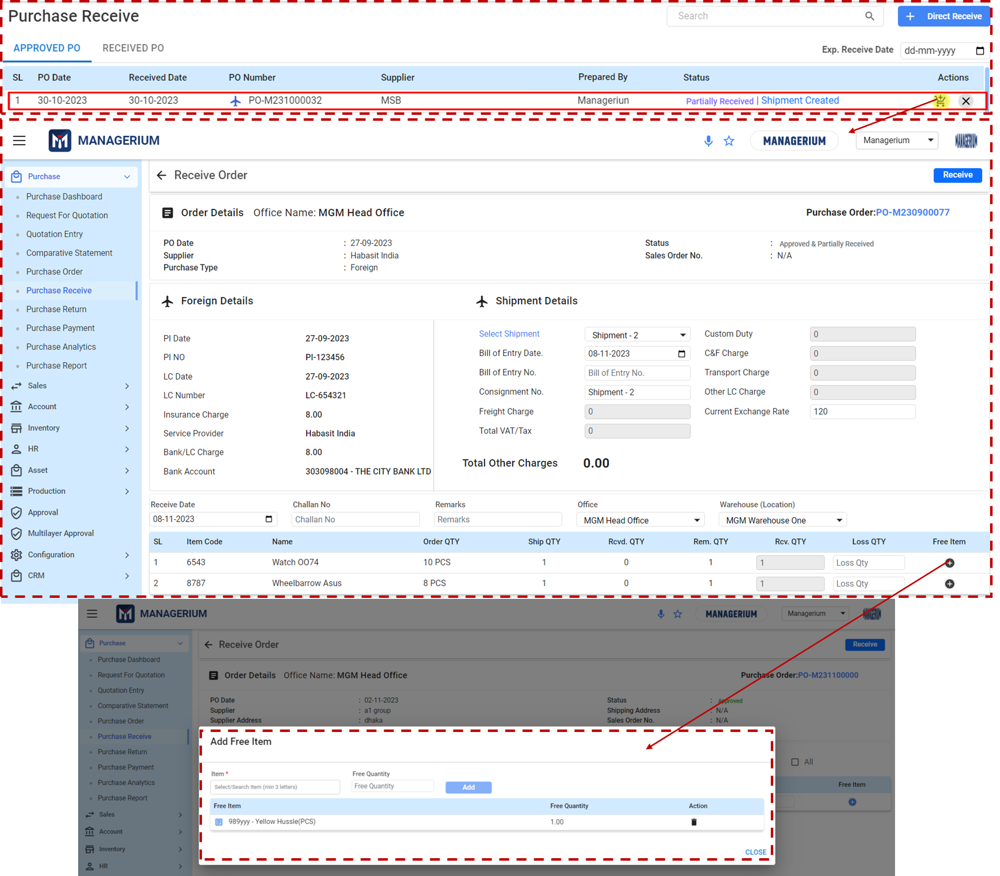 Purchase Receive
Search
+ Direct Receive
APPROVED PO RECEIVED PO
Exp. Receive Date dd-mm-yyyy
SL PO Date Received Date PO Number Supplier Prepared By Status Actions
1 30-10-2023 30-10-2023 PO-M231000032 MSB Manageriun Partially Received | Shipment Created
MANAGERIUM MANAGERIUM Managerium MANAGERIUM
Purchase
Purchase Dashboard
Request For Quotation
Quotation Entry
Comparative Statement
Purchase Order
Purchase Receive
Purchase Return
Purchase Payment
Purchase Analytics
Purchase Report
Sales
Account
Inventory
HR
Asset
Production
Approval
Multilayer Approval
Configuration
CRM
Receive Order Receive
Order Details Office Name: MGM Head Office Purchase Order:PO-M230900077
PO Date : 27-09-2023 Status : Approved & Partially Received
Supplier : Habasit India Sales Order No. : N/A
Purchase Type : Foreign
Foreign Details
PI Date 27-09-2023
PI NO PI-123456
LC Date 27-09-2023
LC Number LC-654321
Insurance Charge 8.00
Service Provider Habasit India
Bank/LC Charge 8.00
Bank Account 303098004 - THE CITY BANK LTD
Shipment Details
Select Shipment Shipment - 2 Custom Duty 0
Bill of Entry Date. 08-11-2023 C&F Charge 0
Bill of Entry No. Bill of Entry No. Transport Charge 0
Consignment No. Shipment - 2 Other LC Charge 0
Freight Charge 0 Current Exchange Rate 120
Total VAT/Tax 0
Total Other Charges 0.00
Receive Date Challan No Remarks Office Warehouse (Location)
08-11-2023 Challan No Remarks MGM Head Office MGM Warehouse One
SL Item Code Name Order QTY Ship QTY Rcvd. QTY Rem. QTY Rcv. QTY Loss QTY Free Item
1 6543 Watch OO74 10 PCS 1 0 1 1 Loss Qty
2 8787 Wheelbarrow Asus 8 PCS 1 0 1 1 Loss Qty
MANAGERIUM MANAGERIUM Managerium MANAGERIUM
Purchase
Purchase Dashboard
Request For Quotation
Quotation Entry
Comparative Statement
Purchase Order
Purchase Receive
Purchase Return
Purchase Payment
Purchase Analytics
Purchase Report
Sales
Account
Inventory
HR
Receive Order Receive
Order Details Office Name: MGM Head Office Purchase Order:PO-M231100000
PO Date : 02-11-2023 Status : Approved
Supplier : a1 group Shipping Address : N/A
Supplier Address : dhaka Sales Order No. : N/A
All
Free Item
Add Free Item
Item * Free Quantity
Select/Search Item (min 3 letters) Free Quantity Add
Free Item Free Quantity Action
989yyy - Yellow Hussle(PCS) 1.00
CLOSE